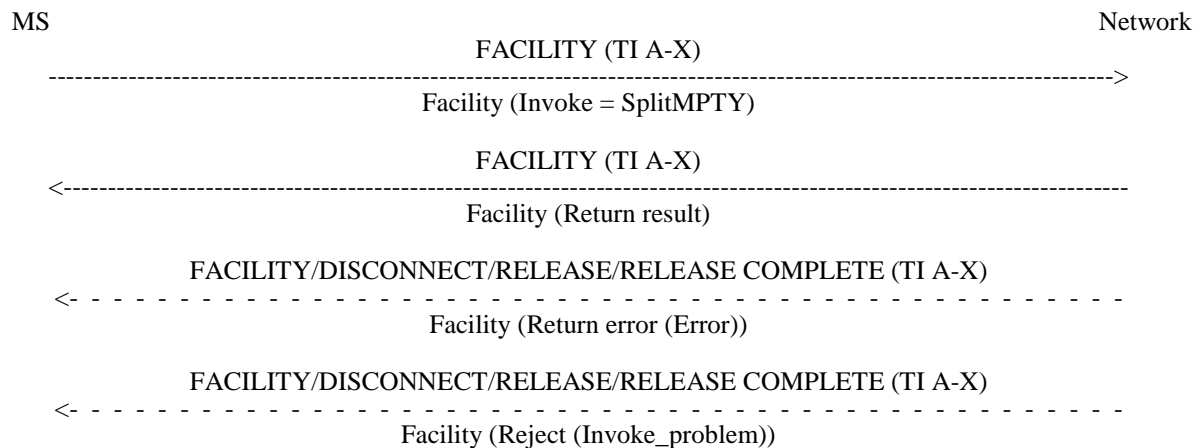 MS Network
FACILITY (TI A-X)
------------------------------------------------------------------------------------------------------------------------>
Facility (Invoke = SplitMPTY)
FACILITY (TI A-X)
<------------------------------------------------------------------------------------------------------------------------
Facility (Return result)
FACILITY/DISCONNECT/RELEASE/RELEASE COMPLETE (TI A-X)
<- - - - - - - - - - - - - - - - - - - - - - - - - - - - - - - - - - - - - - - -
Facility (Return error (Error))
FACILITY/DISCONNECT/RELEASE/RELEASE COMPLETE (TI A-X)
<- - - - - - - - - - - - - - - - - - - - - - - - - - - - - - - - - - - - - - - -
Facility (Reject (Invoke_problem))